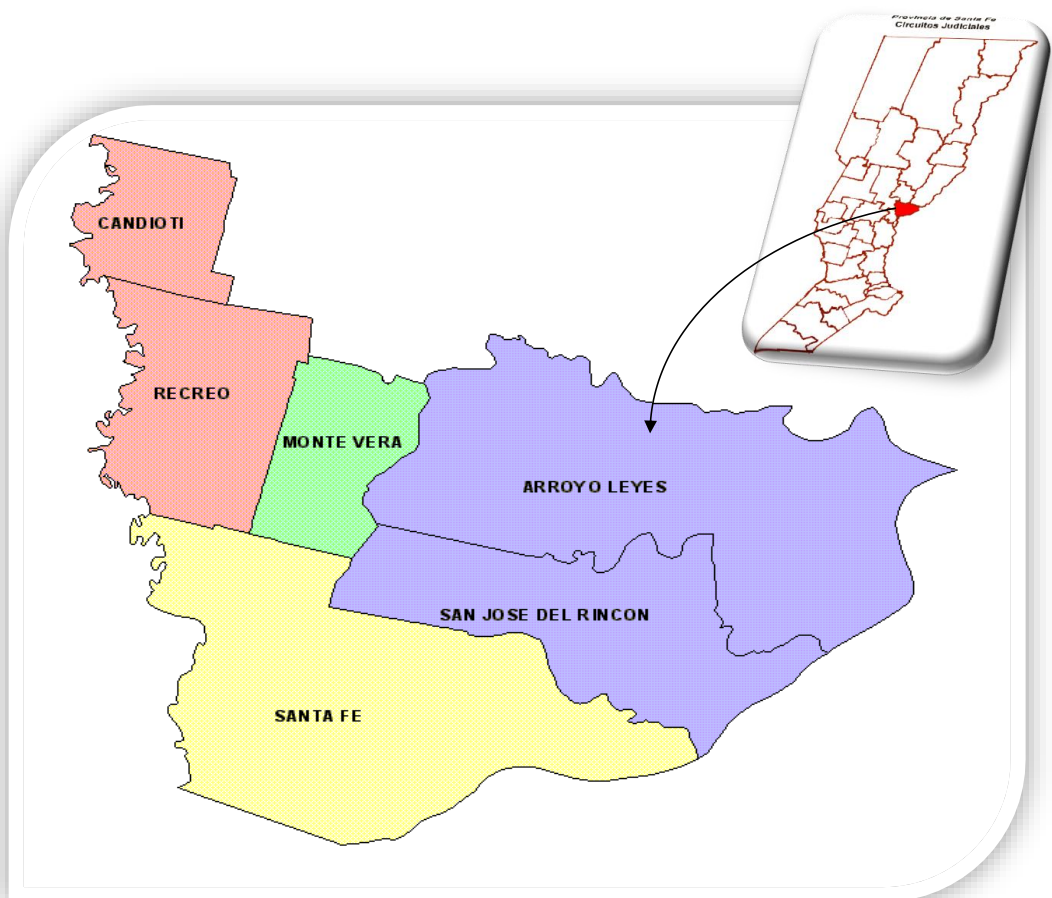 Provincia de Santa Fe
Circuitos Judiciales
CANDIOTI
RECREO
MONTE VERA
ARROYO LEYES
SAN JOSE DEL RINCON
SANTA FE